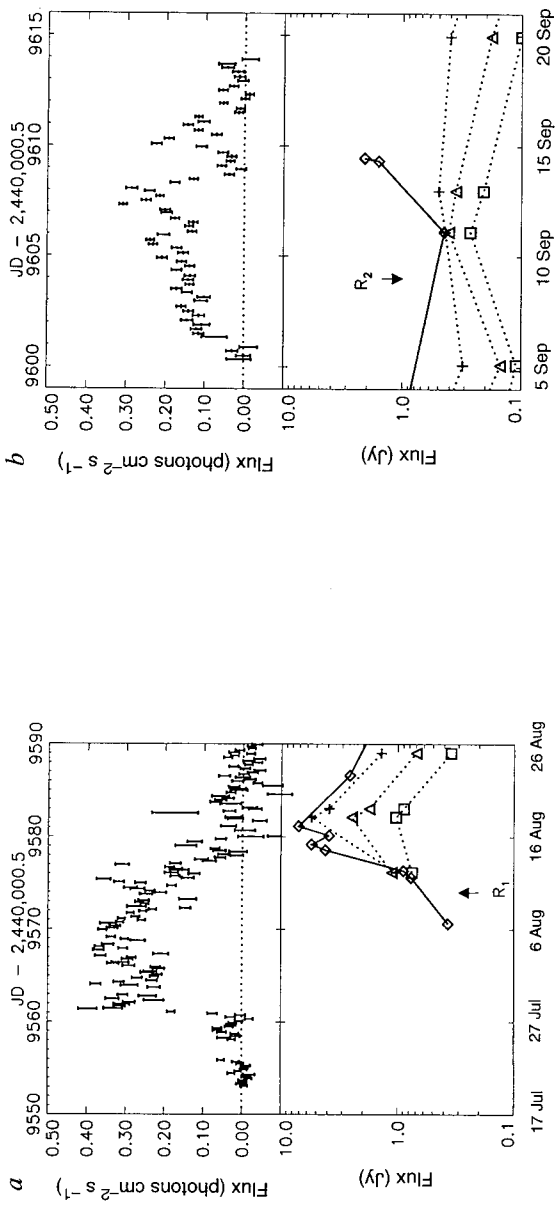 a
JD − 2,440,000.5
9550 9560 9570 9580 9590
0.50
0.40
0.30
0.20
0.10
0.00
Flux (photons cm⁻² s⁻¹)
10.0
1.0
0.1
Flux (Jy)
R₁
17 Jul 27 Jul 6 Aug 16 Aug 26 Aug
b
JD − 2,440,000.5
9600 9605 9610 9615
0.50
0.40
0.30
0.20
0.10
0.00
Flux (photons cm⁻² s⁻¹)
10.0
1.0
0.1
Flux (Jy)
R₂
5 Sep 10 Sep 15 Sep 20 Sep